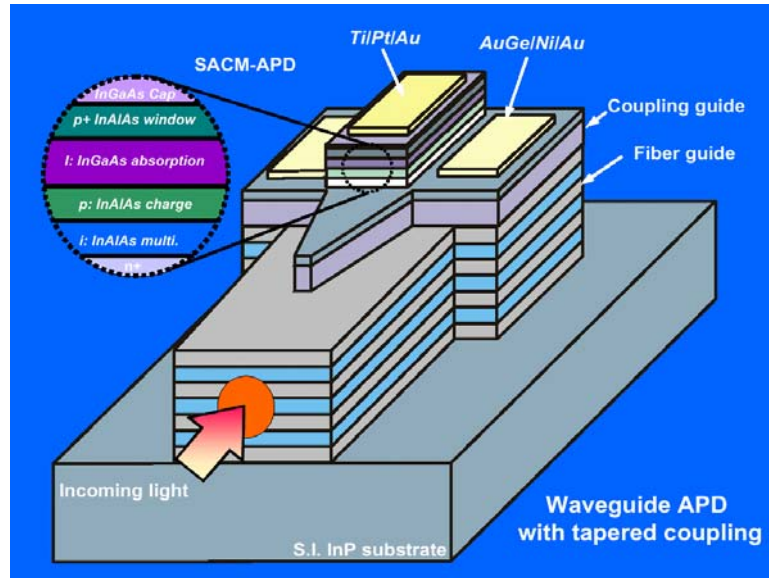 Ti/Pt/Au
AuGe/Ni/Au
SACM-APD
InGaAs Cap
p+ InAlAs window
I: InGaAs absorption
p: InAlAs charge
i: InAlAs multi.
n+
Coupling guide
Fiber guide
Incoming light
S.I. InP substrate
Waveguide APD
with tapered coupling